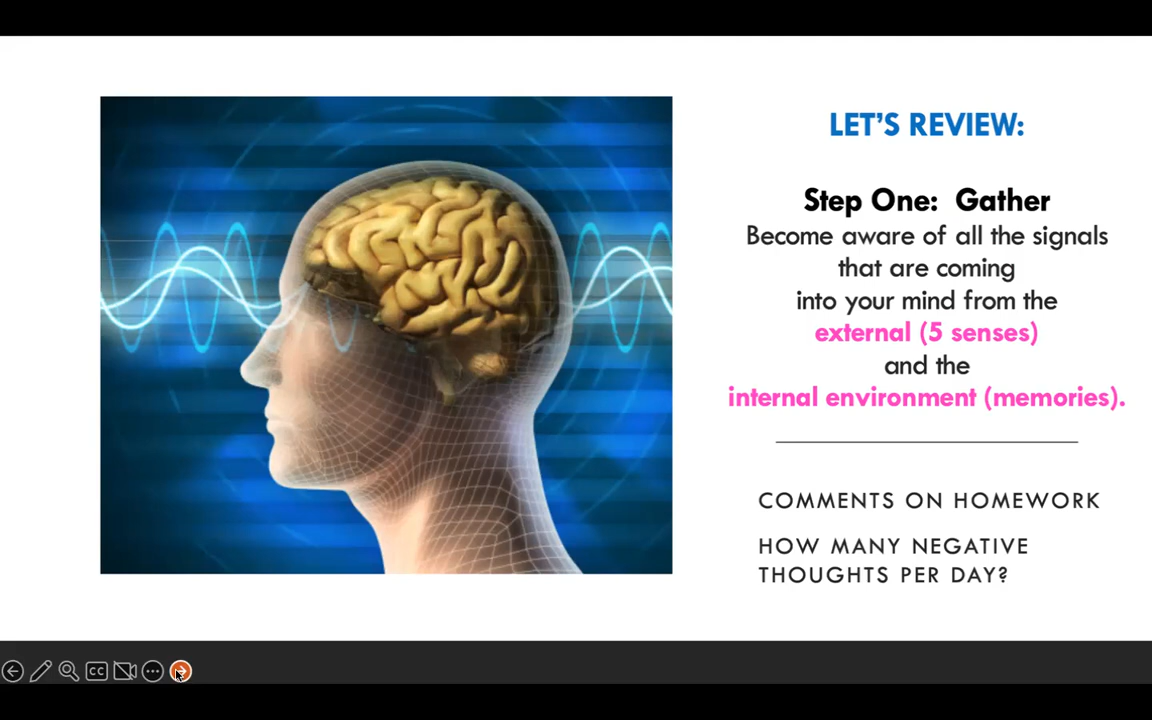 LET'S REVIEW:
Step One: Gather
Become aware of all the signals
that are coming
into your mind from the
external (5 senses)
and the
internal environment (memories).
COMMENTS ON HOMEWORK
HOW MANY NEGATIVE
THOUGHTS PER DAY?
CC